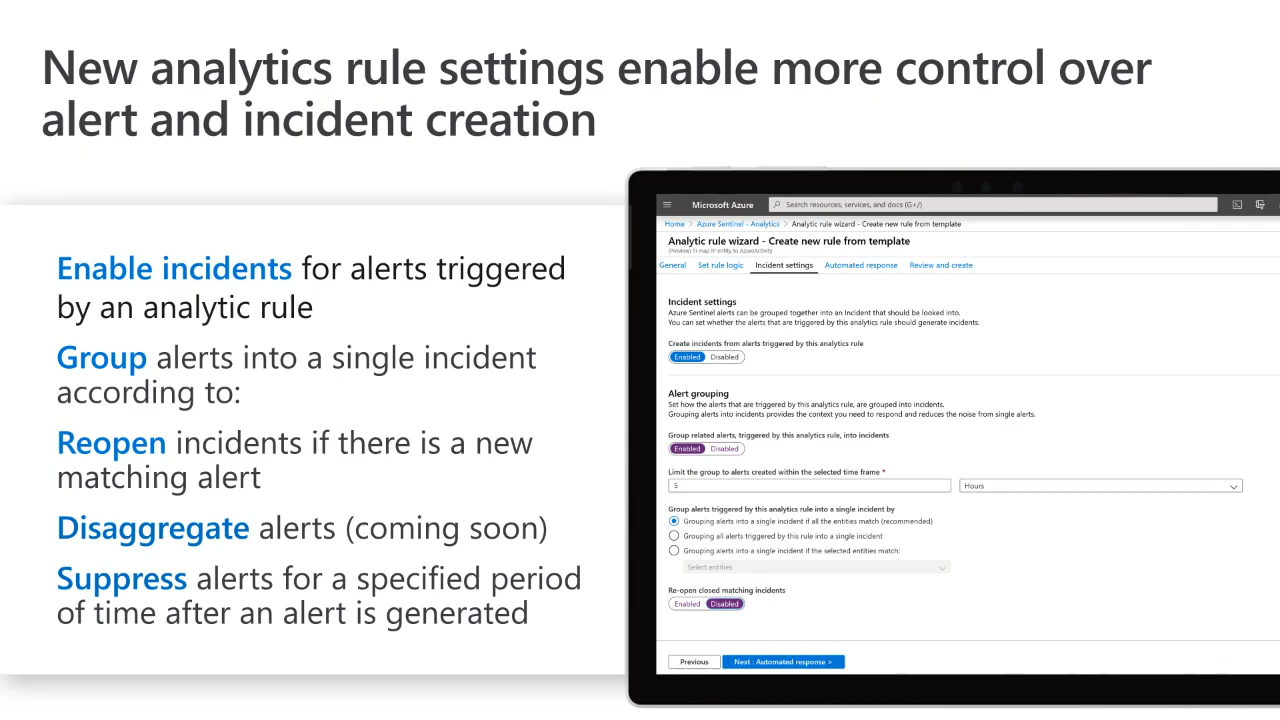 New analytics rule settings enable more control over
alert and incident creation
Enable incidents for alerts triggered
by an analytic rule
Group alerts into a single incident
according to:
Reopen incidents if there is a new
matching alert
Disaggregate alerts (coming soon)
Suppress alerts for a specified period
of time after an alert is generated
Microsoft Azure
Search resources, services, and docs (G+/)
Home > Azure Sentinel - Analytics > Analytic rule wizard - Create new rule from template
Analytic rule wizard - Create new rule from template
(Preview) TI map IP entity to AzureActivity
General Set rule logic Incident settings Automated response Review and create
Incident settings
Azure Sentinel alerts can be grouped together into an Incident that should be looked into.
You can set whether the alerts that are triggered by this analytics rule should generate incidents.
Create incidents from alerts triggered by this analytics rule
Enabled Disabled
Alert grouping
Set how the alerts that are triggered by this analytics rule, are grouped into incidents.
Grouping alerts into incidents provides the context you need to respond and reduces the noise from single alerts.
Group related alerts, triggered by this analytics rule, into incidents
Enabled Disabled
Limit the group to alerts created within the selected time frame *
5 Hours
Group alerts triggered by this analytics rule into a single incident by
Grouping alerts into a single incident if all the entities match (recommended)
Grouping all alerts triggered by this rule into a single incident
Grouping alerts into a single incident if the selected entities match:
Select entities
Re-open closed matching incidents
Enabled Disabled
Previous Next : Automated response >